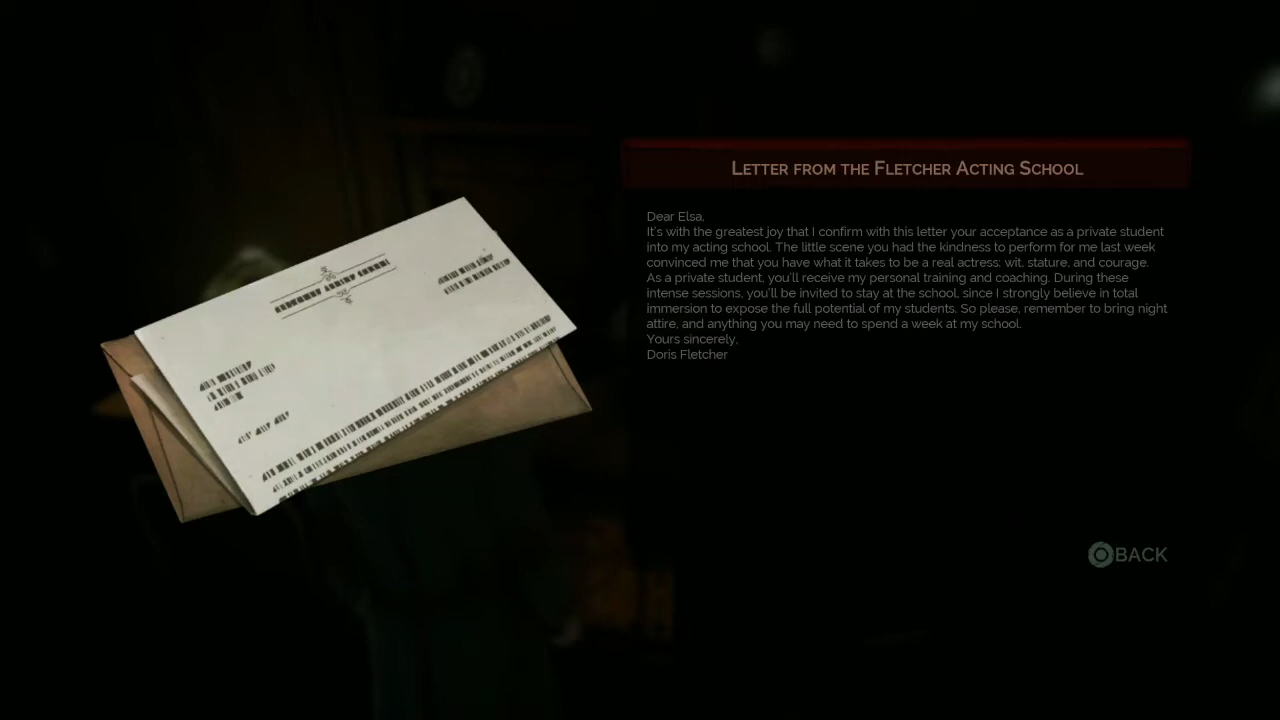 LETTER FROM THE FLETCHER ACTING SCHOOL
Dear Elsa,
It's with the greatest joy that I confirm with this letter your acceptance as a private student
into my acting school. The little scene you had the kindness to perform for me last week
convinced me that you have what it takes to be a real actress: wit, stature, and courage.
As a private student, you'll receive my personal training and coaching. During these
intense sessions, you'll be invited to stay at the school, since I strongly believe in total
immersion to expose the full potential of my students. So please, remember to bring night
attire, and anything you may need to spend a week at my school.
Yours sincerely,
Doris Fletcher
BACK